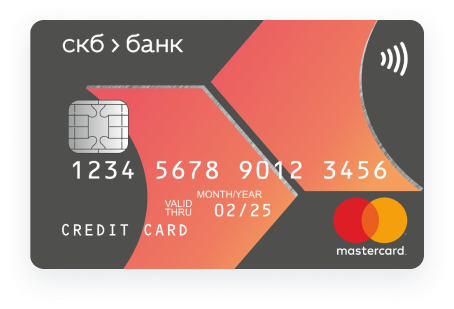 скб › банк
1234 5678 9012 3456
MONTH/YEAR
VALID THRU 02/25
CREDIT CARD
mastercard.